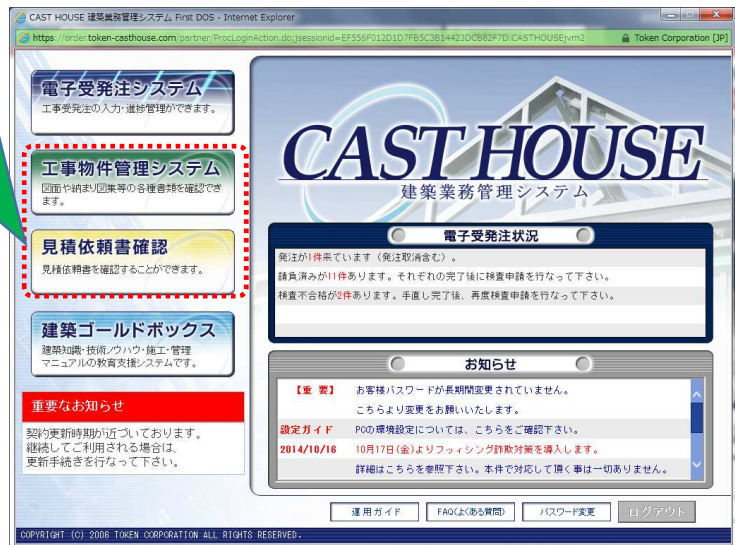 CAST HOUSE 建築業務管理システム First DOS - Internet Explorer
https://order.token-casthouse.com/partner/ProcLoginAction.do;jsessionid=EF556F012D1D7FB5C3B14423DCB82F7D.CASTHOUSEjvm2 Token Corporation [JP]
電子受発注システム
工事受発注の入力・進捗管理ができます。
工事物件管理システム
図面や納まり図集等の各種書類を確認でき
ます。
見積依頼書確認
見積依頼書を確認することができます。
建築ゴールドボックス
建築知識・技術ノウハウ・施工・管理
マニュアルの教育支援システムです。
重要なお知らせ
契約更新時期が近づいております。
継続してご利用される場合は、
更新手続きを行なって下さい。
CAST HOUSE
建築業務管理システム
電子受発注状況
発注が1件来ています（発注取消含む）。
請負済みが11件あります。それぞれの完了後に検査申請を行なって下さい。
検査不合格が2件あります。手直し完了後、再度検査申請を行なって下さい。
お知らせ
【重 要】 お客様パスワードが長期間変更されていません。
こちらより変更をお願いいたします。
設定ガイド PCの環境設定については、こちらをご確認下さい。
2014/10/16 10月17日(金)よりフィッシング詐欺対策を導入します。
詳細はこちらを参照下さい。本件で対応して頂く事は一切ありません。
運用ガイド FAQ(よくある質問) パスワード変更 ログアウト
COPYRIGHT (C) 2006 TOKEN CORPORATION ALL RIGHTS RESERVED.